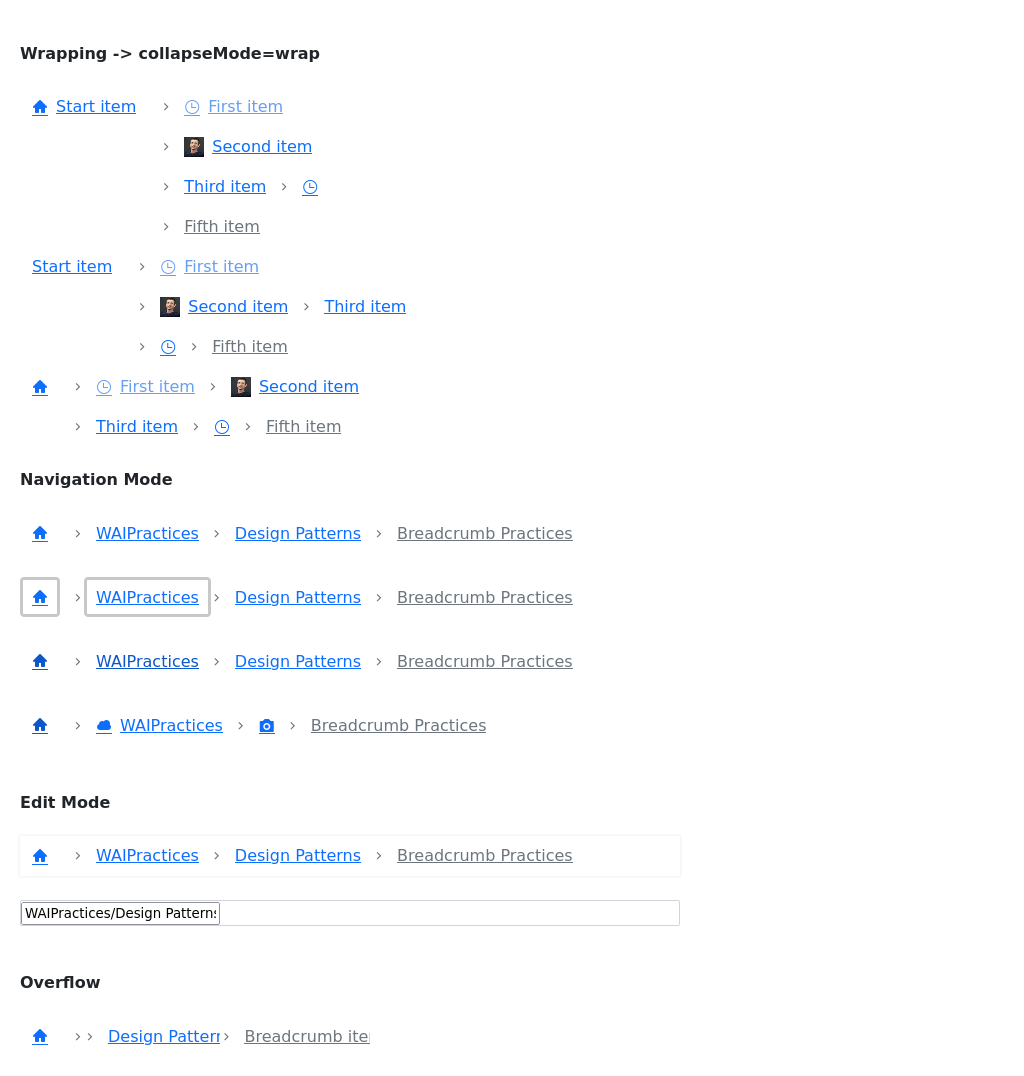 Wrapping -> collapseMode=wrap
Start item > First item
> Second item
> Third item >
> Fifth item
Start item > First item
> Second item > Third item
> > Fifth item
> First item > Second item
> Third item > > Fifth item
Navigation Mode
> WAIPractices > Design Patterns > Breadcrumb Practices
> WAIPractices > Design Patterns > Breadcrumb Practices
> WAIPractices > Design Patterns > Breadcrumb Practices
> WAIPractices > > Breadcrumb Practices
Edit Mode
> WAIPractices > Design Patterns > Breadcrumb Practices
WAIPractices/Design Patterns
Overflow
> > Design Pattern > Breadcrumb ite